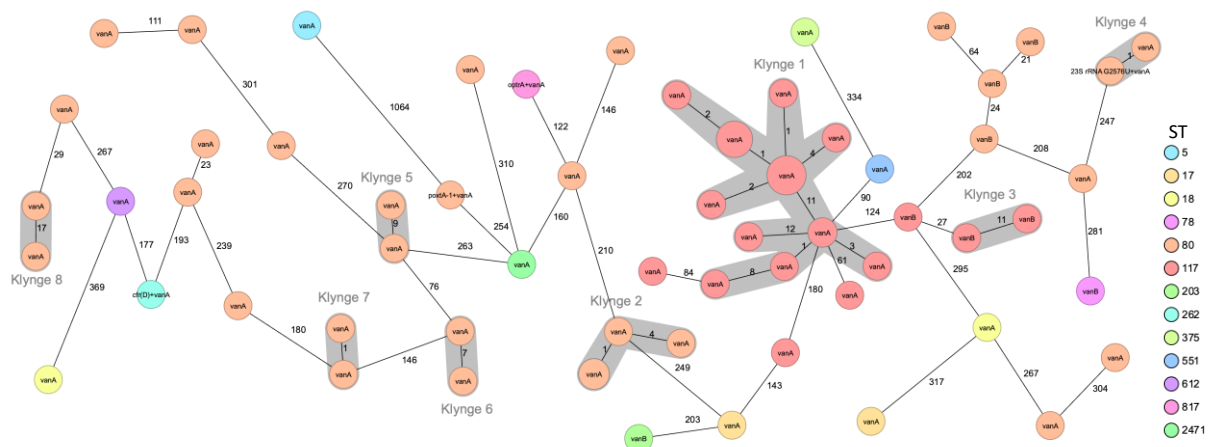 111
vanA
vanA
301
vanA
1064
vanA
vanA
optrA+vanA
146
122
310
vanA
334
Klynge 1
vanA
vanA
2
vanA
1
vanA
1
4
vanA
vanA
2
vanA
11
vanB
64
vanB
21
vanB
24
vanB
Klynge 4
1
vanA
23S rRNA G2576U+vanA
247
208
vanA
281
vanB
202
vanA
29
267
vanA
17
vanA
Klynge 8
vanA
177
369
vanA
vanA
23
vanA
193
cfr(D)+vanA
239
vanA
vanA
270
Klynge 5
vanA
9
vanA
poxtA-1+vanA
254
263
vanA
160
vanA
210
vanA
90
124
vanB
27
Klynge 3
11
vanB
vanB
12
vanA
vanA
1
3
vanA
61
vanA
vanA
84
vanA
8
vanA
180
295
Klynge 7
vanA
1
vanA
180
146
76
vanA
7
vanA
Klynge 6
Klynge 2
vanA
4
vanA
1
vanA
249
vanA
143
203
vanB
vanA
vanA
317
vanA
267
vanA
304
vanA
ST
5
17
18
78
80
117
203
262
375
551
612
817
2471